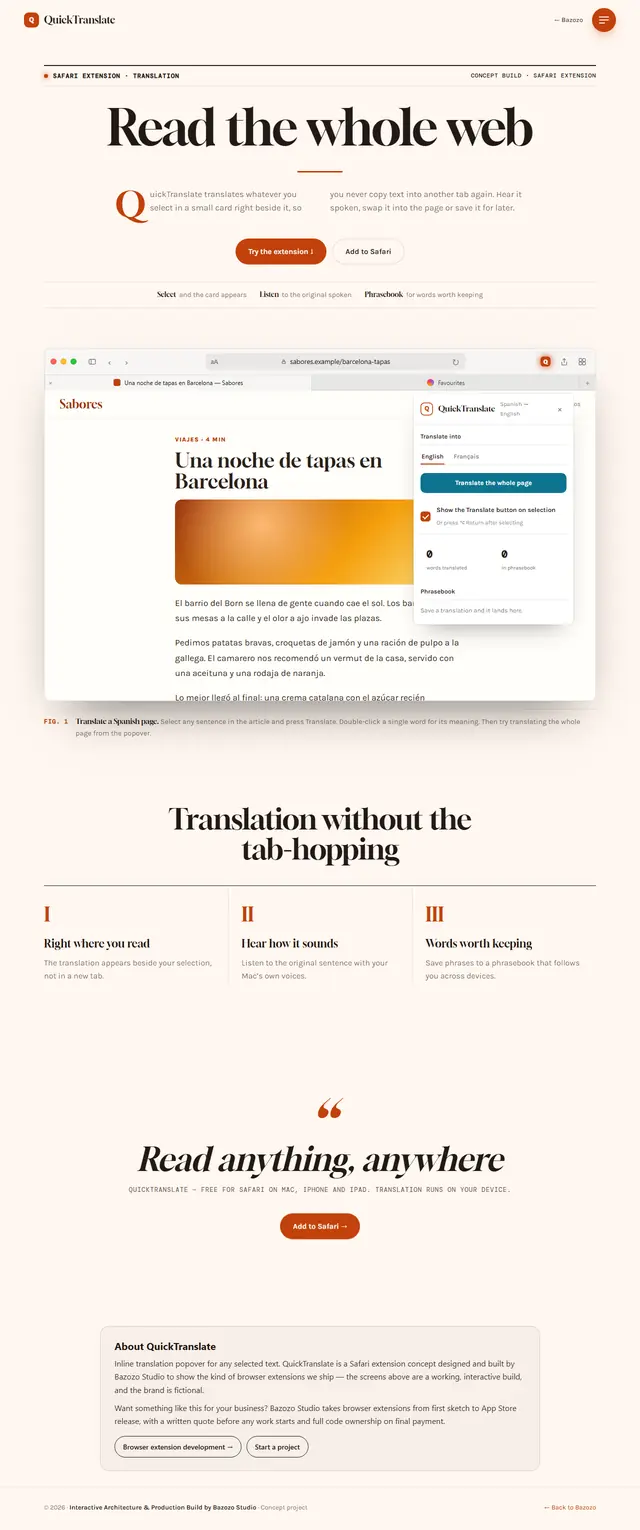 Q QuickTranslate
← Bazozo
SAFARI EXTENSION · TRANSLATION
CONCEPT BUILD · SAFARI EXTENSION
Read the whole web
QuickTranslate translates whatever you
select in a small card right beside it, so
you never copy text into another tab again. Hear it
spoken, swap it into the page or save it for later.
Try the extension ↓
Add to Safari
Select and the card appears
Listen to the original spoken
Phrasebook for words worth keeping
aA
sabores.example/barcelona-tapas
Q
Una noche de tapas en Barcelona — Sabores
Favourites
Sabores
VIAJES · 4 MIN
Una noche de tapas en
Barcelona
El barrio del Born se llena de gente cuando cae el sol. Los
sus mesas a la calle y el olor a ajo invade las plazas.
Pedimos patatas bravas, croquetas de jamón y una ración de pulpo a la
gallega. El camarero nos recomendó un vermut de la casa, servido con
una aceituna y una rodaja de naranja.
Lo mejor llegó al final: una crema catalana con el azúcar recién
Q QuickTranslate
Spanish →
English
×
Translate into
English
Français
Translate the whole page
Show the Translate button on selection
Or press ⌥ Return after selecting
0
words translated
0
in phrasebook
Phrasebook
Save a translation and it lands here.
FIG. 1 Translate a Spanish page. Select any sentence in the article and press Translate. Double-click a single word for its meaning. Then try translating the whole
page from the popover.
Translation without the
tab-hopping
I
Right where you read
The translation appears beside your selection,
not in a new tab.
II
Hear how it sounds
Listen to the original sentence with your
Mac's own voices.
III
Words worth keeping
Save phrases to a phrasebook that follows
you across devices.
“
Read anything, anywhere
QUICKTRANSLATE — FREE FOR SAFARI ON MAC, IPHONE AND IPAD. TRANSLATION RUNS ON YOUR DEVICE.
Add to Safari →
About QuickTranslate
Inline translation popover for any selected text. QuickTranslate is a Safari extension concept designed and built by
Bazozo Studio to show the kind of browser extensions we ship — the screens above are a working, interactive build,
and the brand is fictional.
Want something like this for your business? Bazozo Studio takes browser extensions from first sketch to App Store
release, with a written quote before any work starts and full code ownership on final payment.
Browser extension development →
Start a project
© 2026 · Interactive Architecture & Production Build by Bazozo Studio · Concept project
← Back to Bazozo